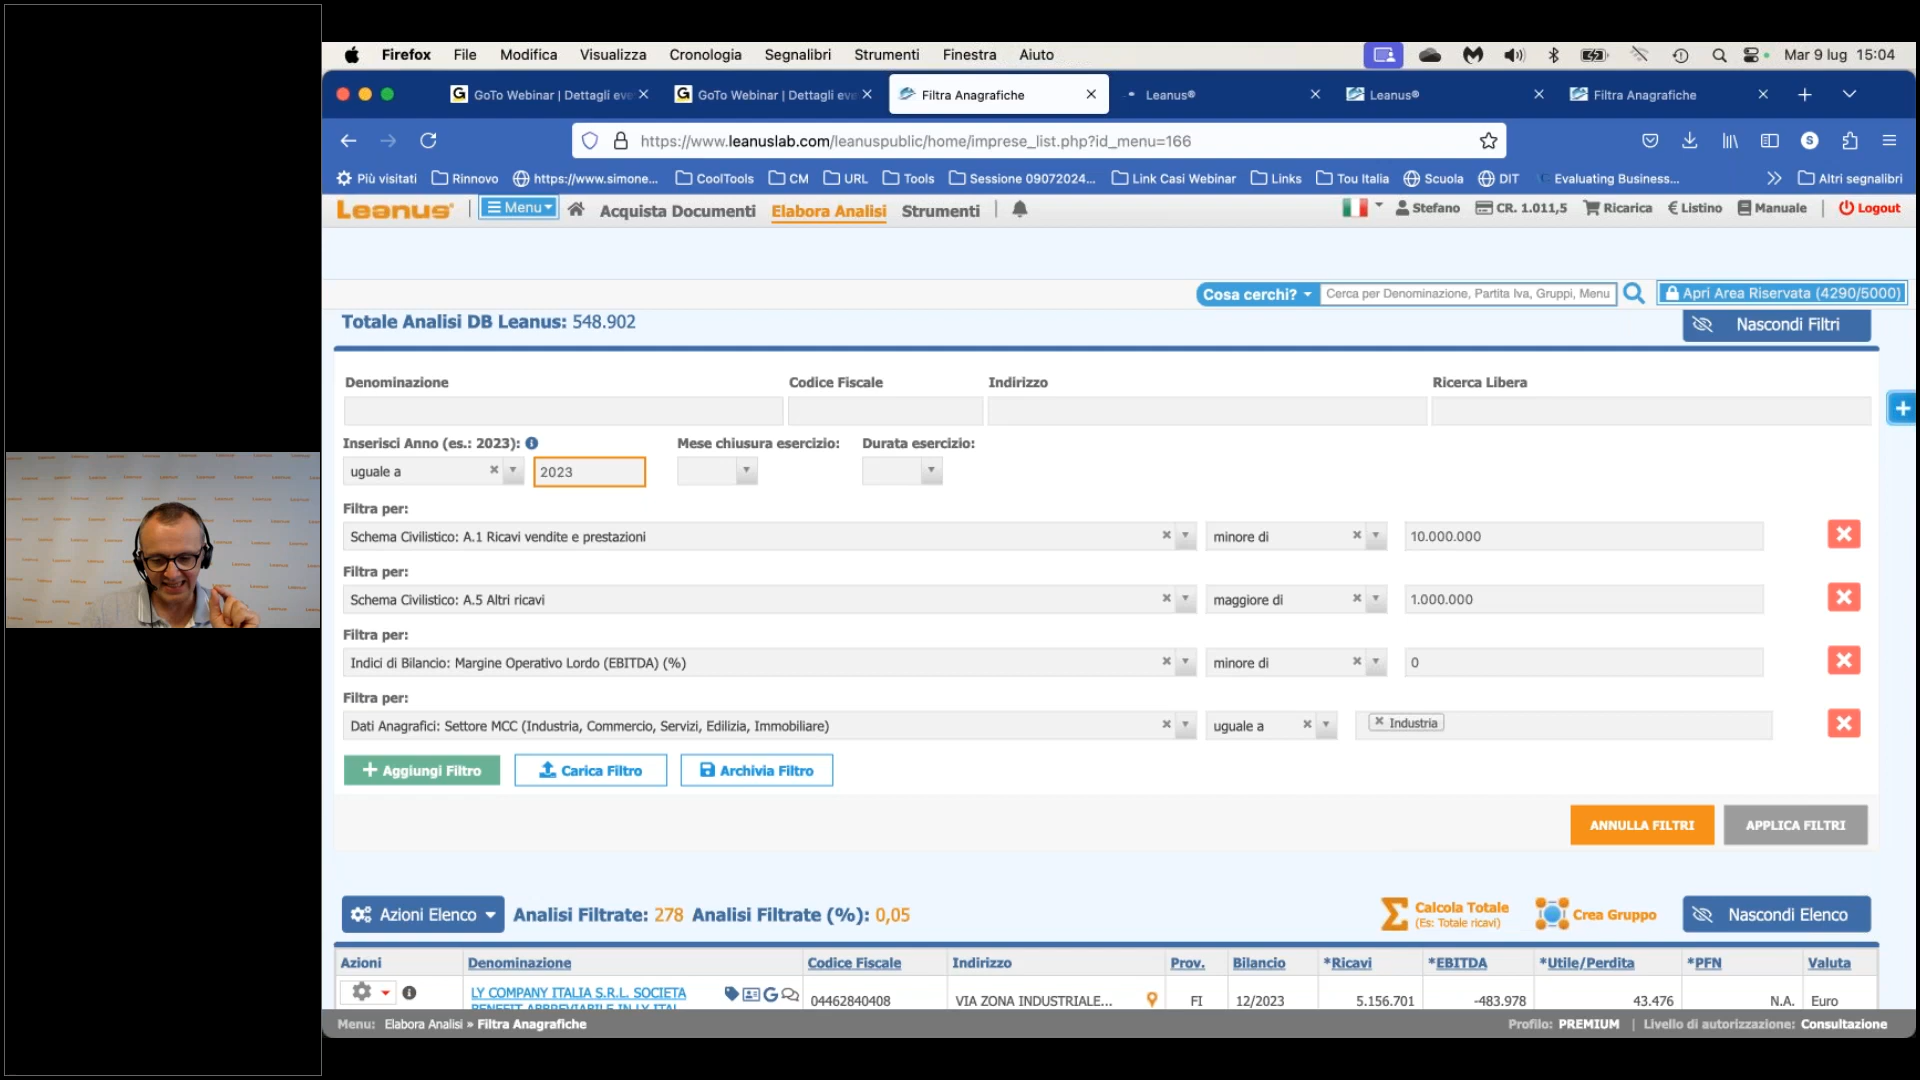 Firefox File Modifica Visualizza Cronologia Segnalibri Strumenti Finestra Aiuto Mar 9 lug 15:04
GoTo Webinar | Dettagli eve GoTo Webinar | Dettagli eve Filtra Anagrafiche Leanus® Leanus® Filtra Anagrafiche
https://www.leanuslab.com/leanuspublic/home/imprese_list.php?id_menu=166
Più visitati Rinnovo https://www.simone... CoolTools CM URL Tools Sessione 09072024... Link Casi Webinar Links Tou Italia Scuola DIT Evaluating Business... Altri segnalibri
Leanus® Menu Acquista Documenti Elabora Analisi Strumenti Stefano CR. 1.011,5 Ricarica € Listino Manuale Logout
Cosa cerchi? Cerca per Denominazione, Partita Iva, Gruppi, Menu Apri Area Riservata (4290/5000)
Totale Analisi DB Leanus: 548.902 Nascondi Filtri
Denominazione Codice Fiscale Indirizzo Ricerca Libera
Inserisci Anno (es.: 2023): Mese chiusura esercizio: Durata esercizio:
uguale a 2023
Filtra per:
Schema Civilistico: A.1 Ricavi vendite e prestazioni minore di 10.000.000
Filtra per:
Schema Civilistico: A.5 Altri ricavi maggiore di 1.000.000
Filtra per:
Indici di Bilancio: Margine Operativo Lordo (EBITDA) (%) minore di 0
Filtra per:
Dati Anagrafici: Settore MCC (Industria, Commercio, Servizi, Edilizia, Immobiliare) uguale a Industria
Aggiungi Filtro Carica Filtro Archivia Filtro
ANNULLA FILTRI APPLICA FILTRI
Azioni Elenco Analisi Filtrate: 278 Analisi Filtrate (%): 0,05 Calcola Totale (Es: Totale ricavi) Crea Gruppo Nascondi Elenco
Azioni Denominazione Codice Fiscale Indirizzo Prov. Bilancio *Ricavi *EBITDA *Utile/Perdita *PFN Valuta
LY COMPANY ITALIA S.R.L. SOCIETA 04462840408 VIA ZONA INDUSTRIALE... FI 12/2023 5.156.701 -483.978 43.476 N.A. Euro
Menu: Elabora Analisi » Filtra Anagrafiche Profilo: PREMIUM | Livello di autorizzazione: Consultazione